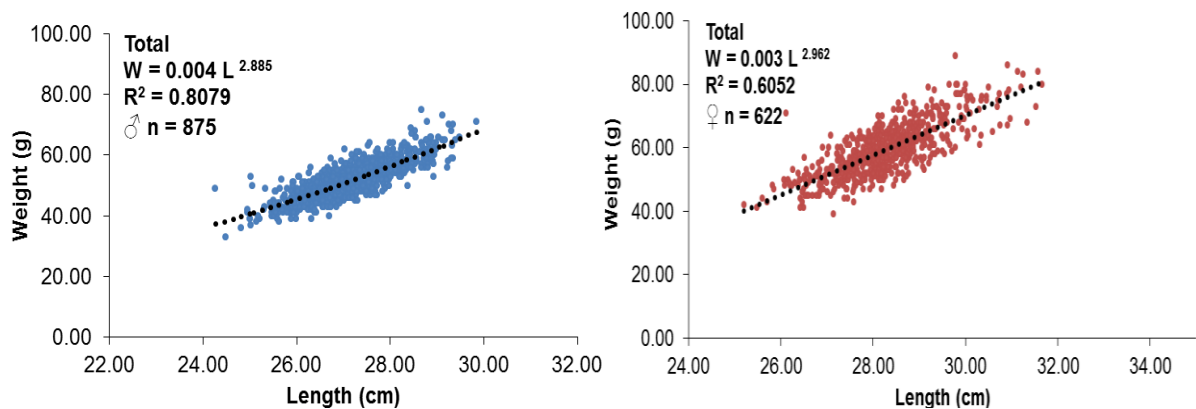 Total
W = 0.004 L 2.885
R2 = 0.8079
♂ n = 875
100.00
80.00
60.00
40.00
20.00
0.00
Weight (g)
22.00 24.00 26.00 28.00 30.00 32.00
Length (cm)
Total
W = 0.003 L 2.962
R2 = 0.6052
♀ n = 622
100.00
80.00
60.00
40.00
20.00
0.00
Weight (g)
24.00 26.00 28.00 30.00 32.00 34.00
Length (cm)